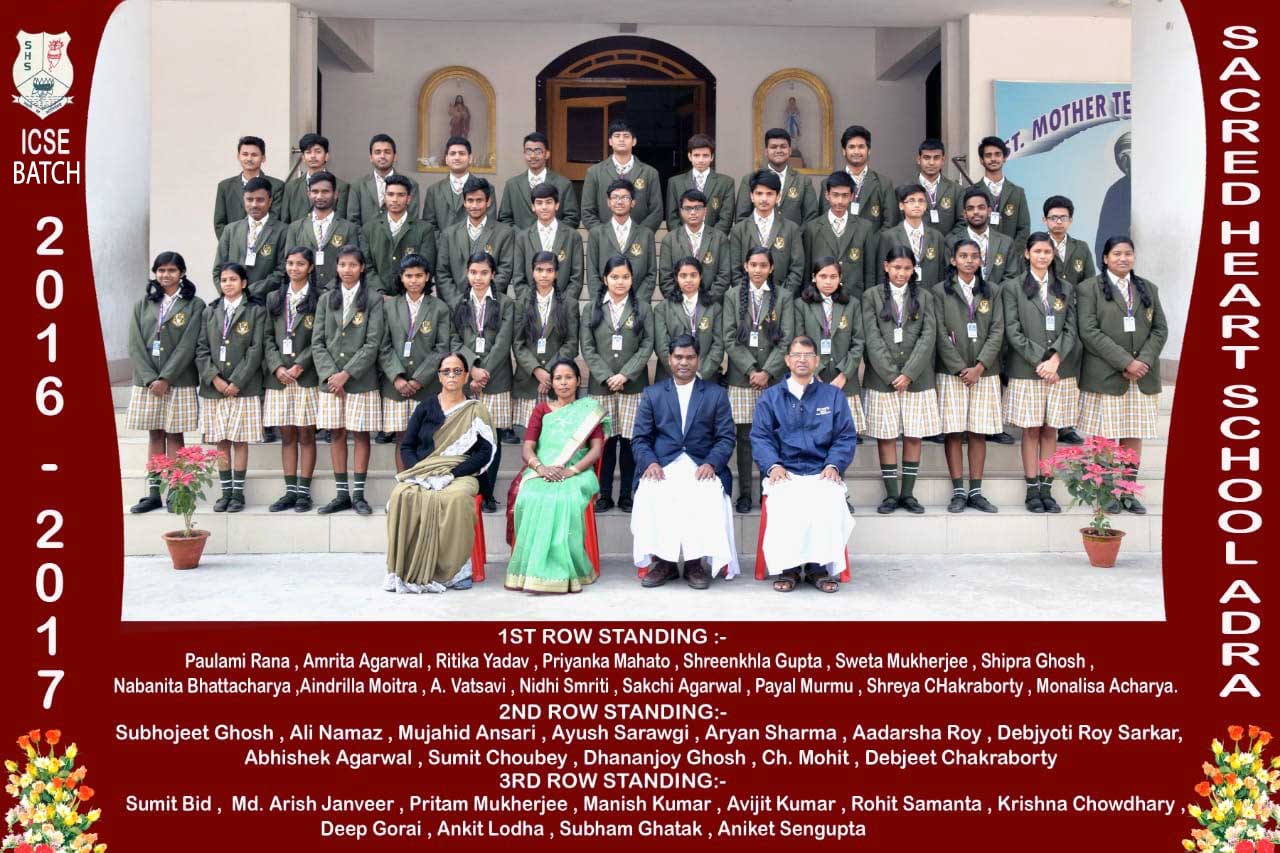 SHS
ICSE
BATCH
2016 - 2017
ST. MOTHER TE
SACRED HEART SCHOOL ADRA
1ST ROW STANDING :-
Paulami Rana , Amrita Agarwal , Ritika Yadav , Priyanka Mahato , Shreenkhla Gupta , Sweta Mukherjee , Shipra Ghosh ,
Nabanita Bhattacharya ,Aindrilla Moitra , A. Vatsavi , Nidhi Smriti , Sakchi Agarwal , Payal Murmu , Shreya CHakraborty , Monalisa Acharya.
2ND ROW STANDING:-
Subhojeet Ghosh , Ali Namaz , Mujahid Ansari , Ayush Sarawgi , Aryan Sharma , Aadarsha Roy , Debjyoti Roy Sarkar,
Abhishek Agarwal , Sumit Choubey , Dhananjoy Ghosh , Ch. Mohit , Debjeet Chakraborty
3RD ROW STANDING:-
Sumit Bid , Md. Arish Janveer , Pritam Mukherjee , Manish Kumar , Avijit Kumar , Rohit Samanta , Krishna Chowdhary ,
Deep Gorai , Ankit Lodha , Subham Ghatak , Aniket Sengupta